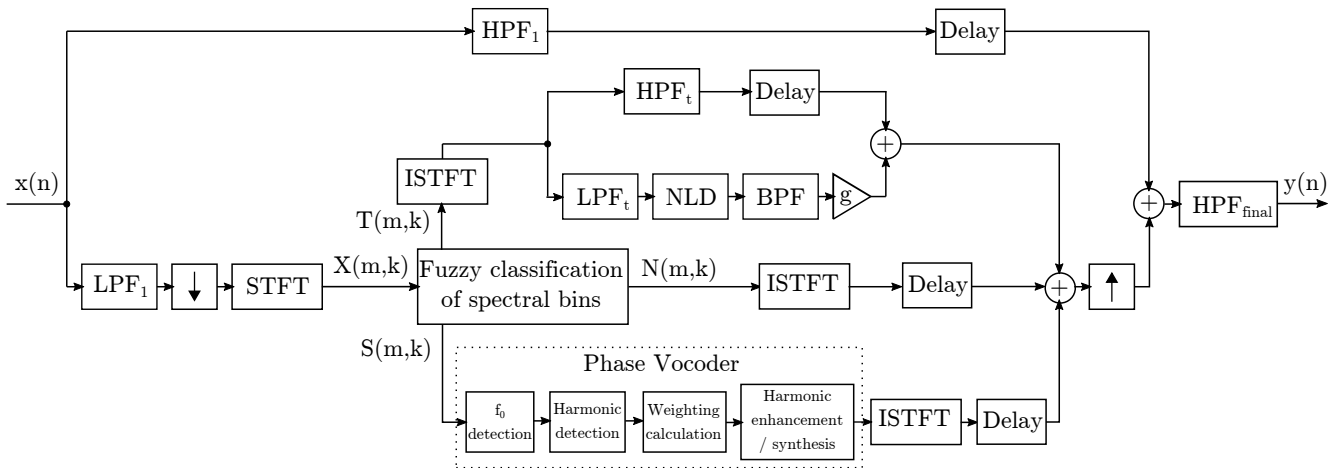 HPF₁
Delay
HPFₜ
Delay
x(n)
ISTFT
+
y(n)
LPFₜ
NLD
BPF
g
+
HPF_final
T(m,k)
LPF₁
↓
STFT
X(m,k)
Fuzzy classification
of spectral bins
N(m,k)
ISTFT
Delay
+
↑
S(m,k)
Phase Vocoder
f₀
detection
Harmonic
detection
Weighting
calculation
Harmonic
enhancement
/ synthesis
ISTFT
Delay